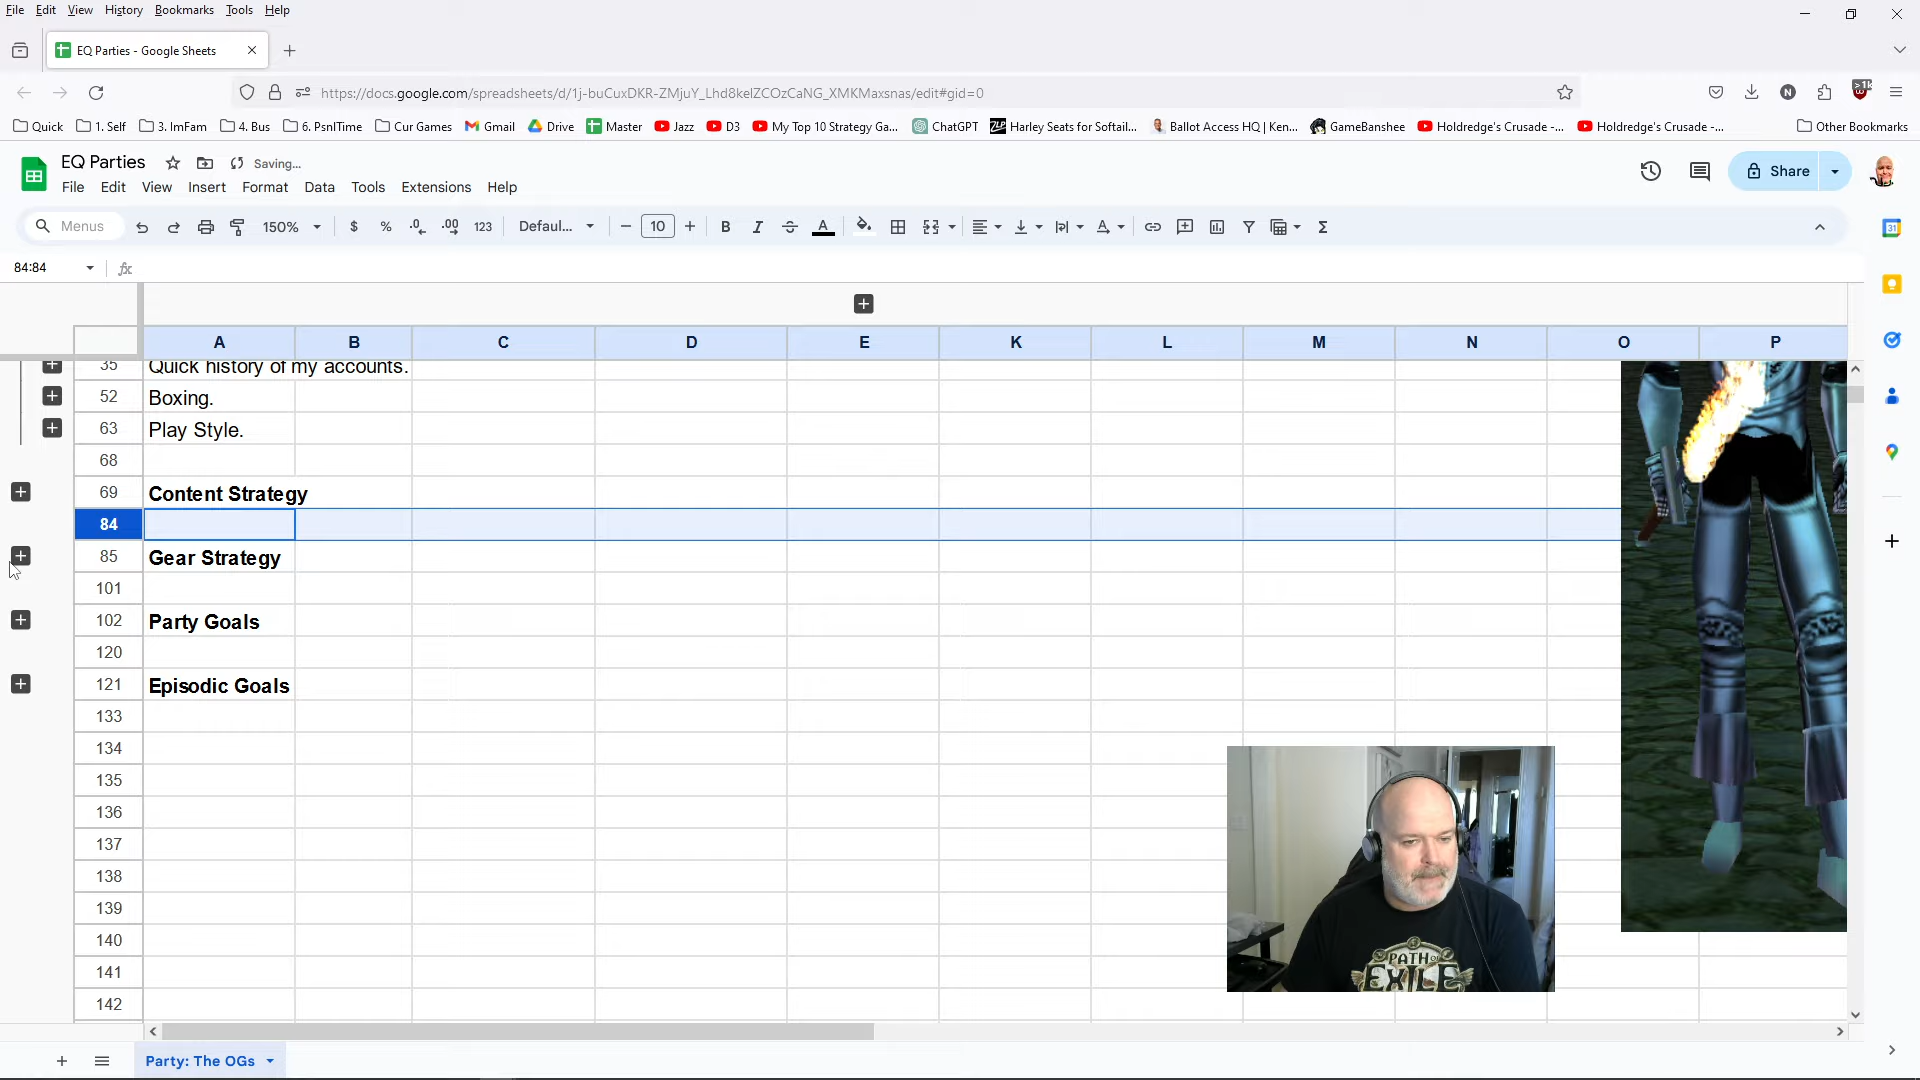 File Edit View History Bookmarks Tools Help
EQ Parties - Google Sheets
https://docs.google.com/spreadsheets/d/1j-buCuxDKR-ZMjuY_Lhd8kelZCOzCaNG_XMKMaxsnas/edit#gid=0
>1k
N
Quick 1. Self 3. ImFam 4. Bus 6. PsnlTime Cur Games Gmail Drive Master Jazz D3 My Top 10 Strategy Ga... ChatGPT ZLP Harley Seats for Softail... Ballot Access HQ | Ken... GameBanshee Holdredge's Crusade -... Holdredge's Crusade -... Other Bookmarks
EQ Parties Saving...
Share
File Edit View Insert Format Data Tools Extensions Help
Menus 150% $ % .0 .00 123 Defaul... 10 B I S A A Σ
31
84:84 fx
A B C D E K L M N O P
35 Quick history of my accounts.
52 Boxing.
63 Play Style.
68
69 Content Strategy
84
85 Gear Strategy
101
102 Party Goals
120
121 Episodic Goals
133
134
135
136
137
138
139
140
141
142
PATH OF
EXILE
Party: The OGs